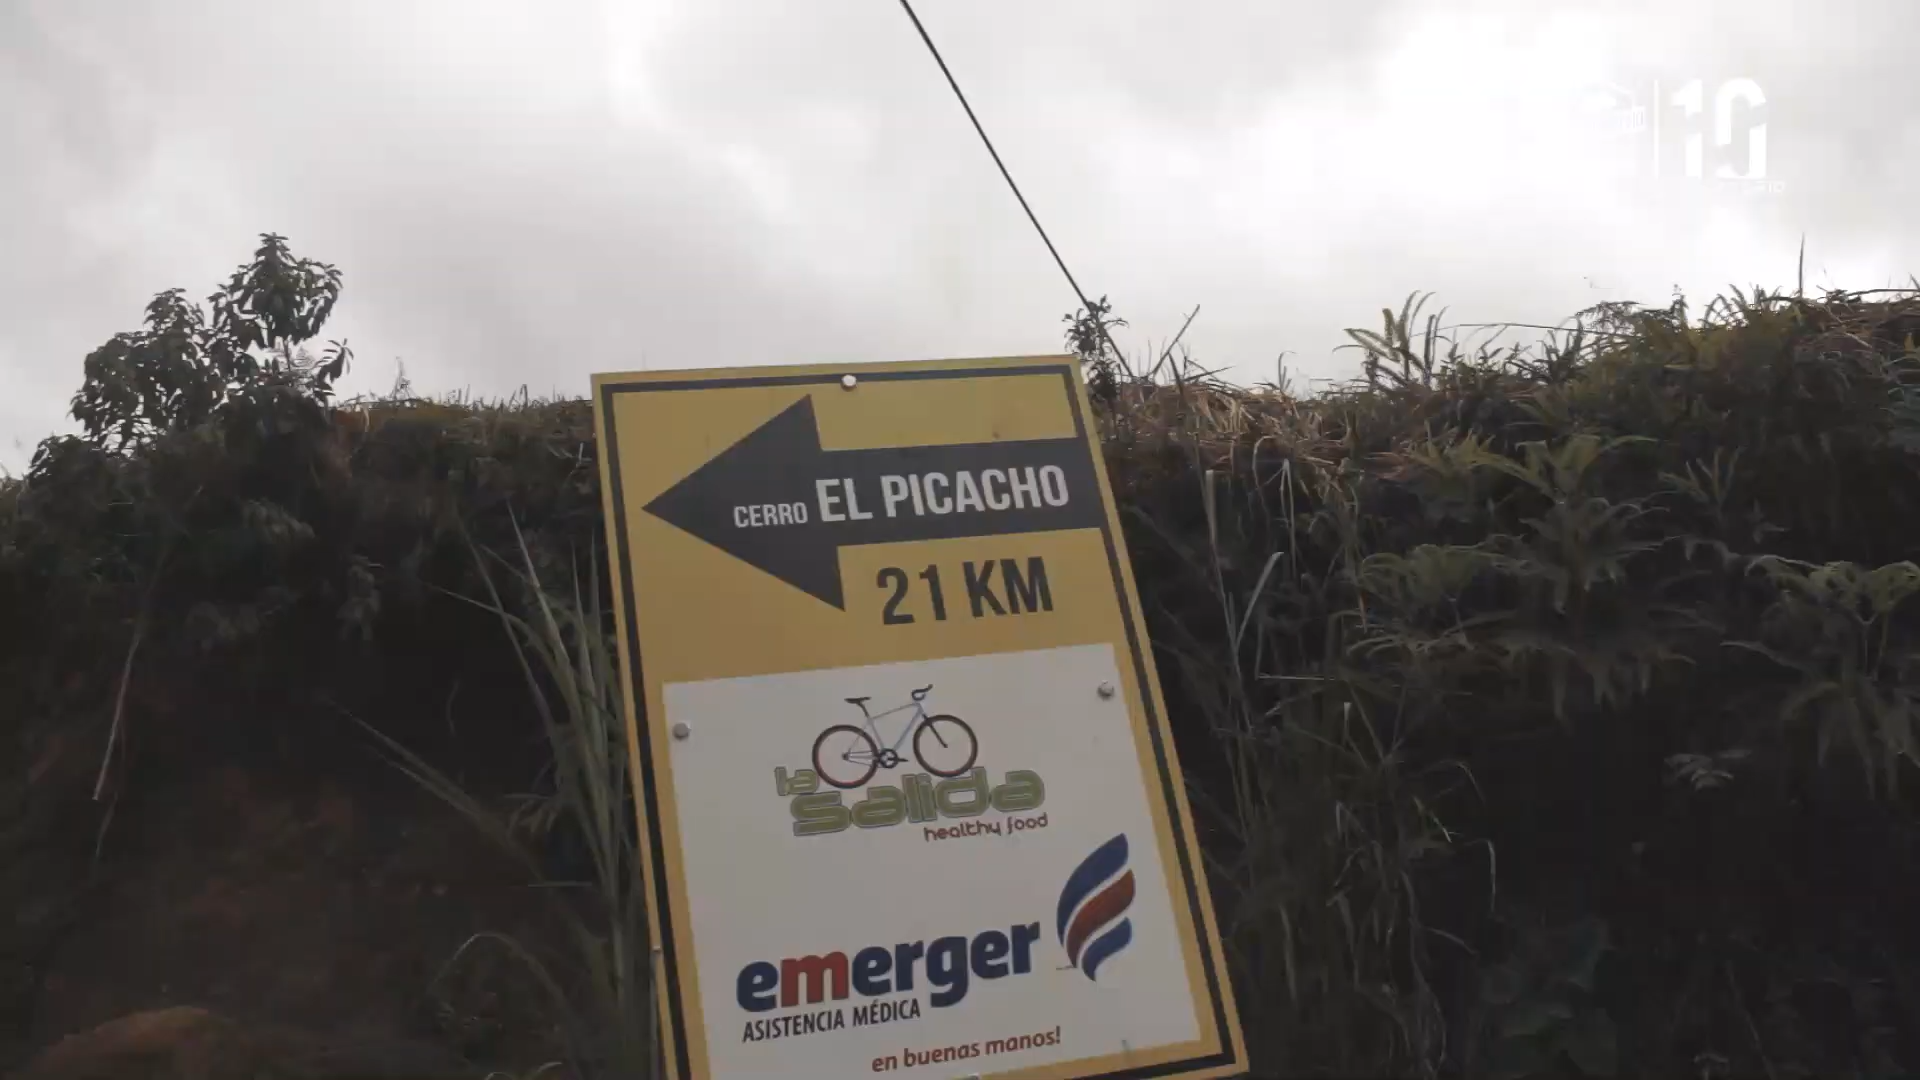 10
CERRO EL PICACHO
21 KM
la
salida
healthy food
emerger
ASISTENCIA MÉDICA
en buenas manos!